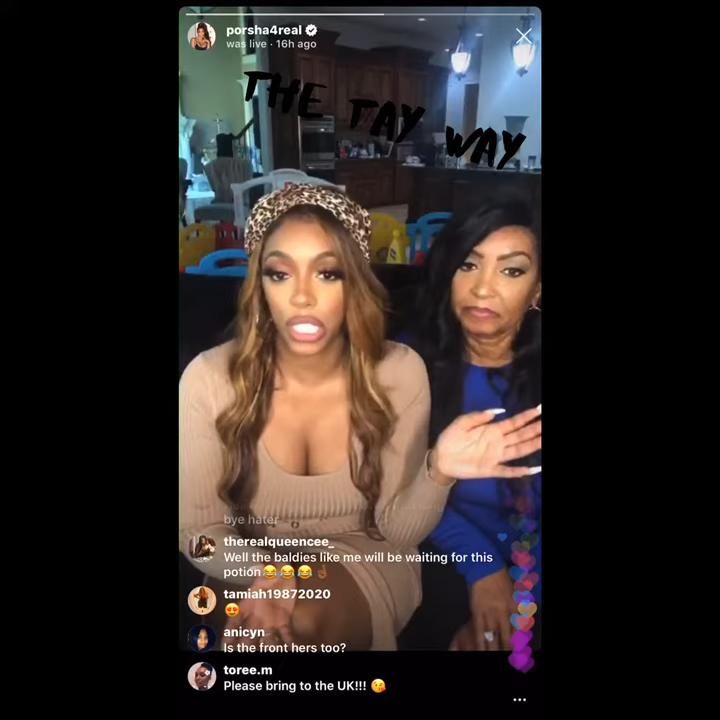 porsha4real
was live · 16h ago
THE TAY WAY
bye hater
therealqueencee_
Well the baldies like me will be waiting for this
potion😂😂😂☝🏾
tamiah19872020
😍
anicyn
Is the front hers too?
toree.m
Please bring to the UK!!! 😘